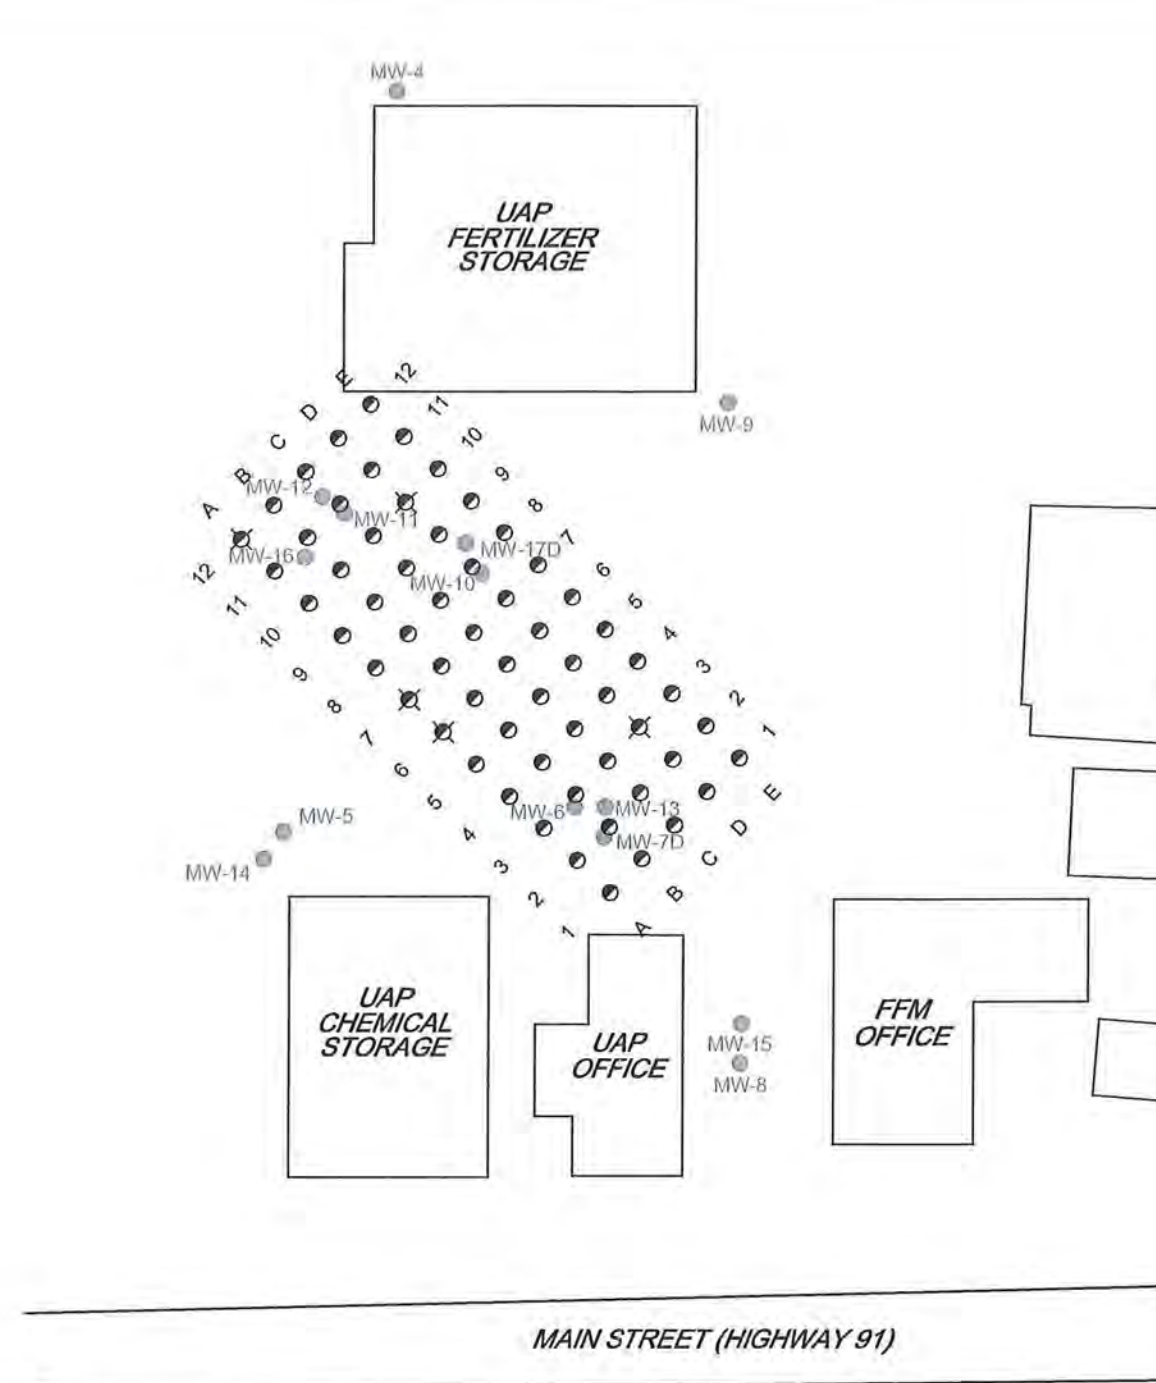 MW-4
UAP
FERTILIZER
STORAGE
E
12
D
11
MW-9
C
10
B
9
MW-12
A
8
MW-11
7
MW-17D
MW-16
12
6
MW-10
11
5
10
4
9
3
8
2
7
1
6
E
5
MW-6
MW-13
MW-5
4
D
MW-7D
3
C
MW-14
2
B
1
A
UAP
CHEMICAL
STORAGE
UAP
OFFICE
MW-15
MW-8
FFM
OFFICE
MAIN STREET (HIGHWAY 91)